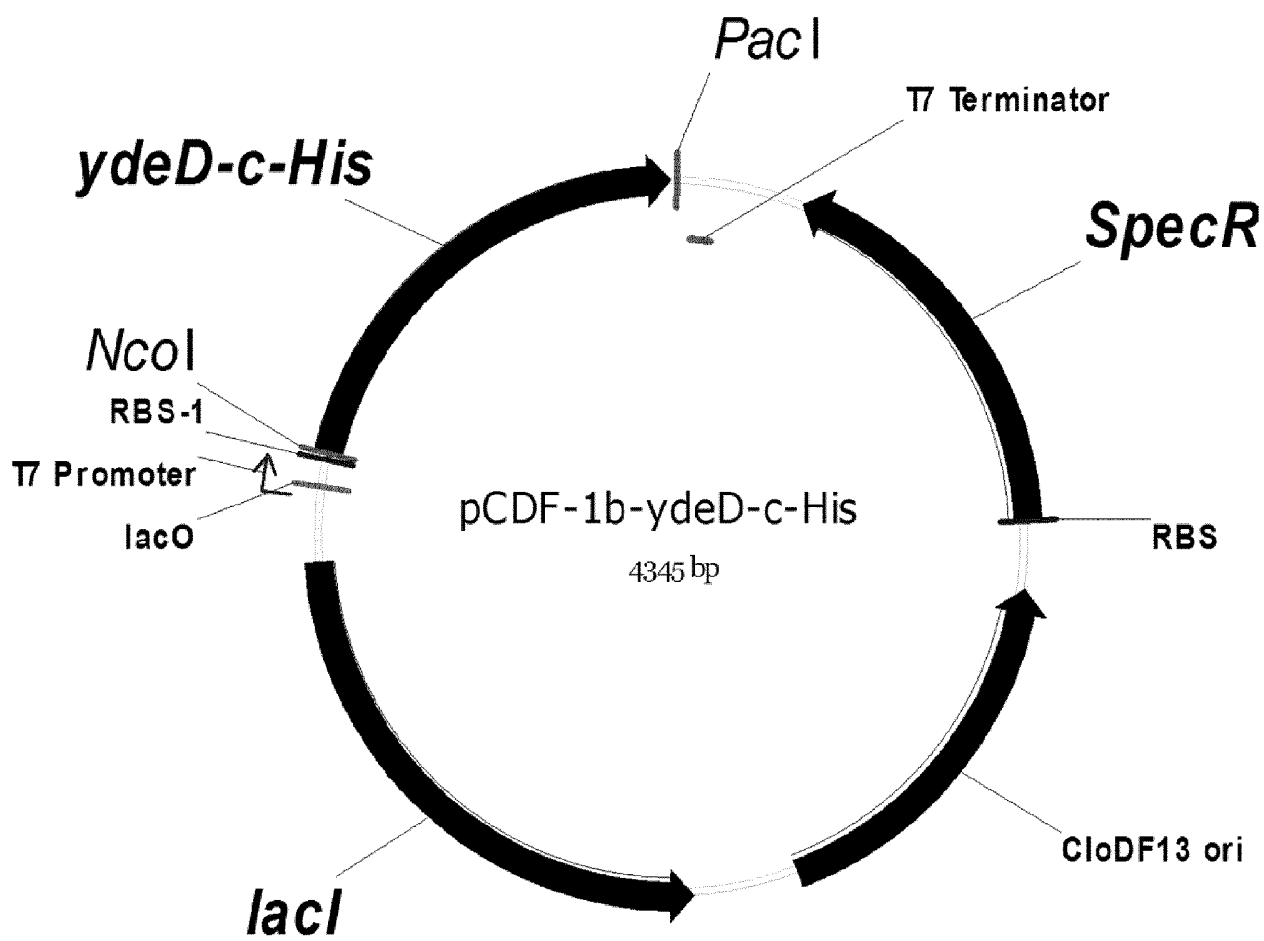 PacI
T7 Terminator
ydeD-c-His
SpecR
NcoI
RBS-1
T7 Promoter
lacO
pCDF-1b-ydeD-c-His
4345 bp
RBS
CloDF13 ori
lacI